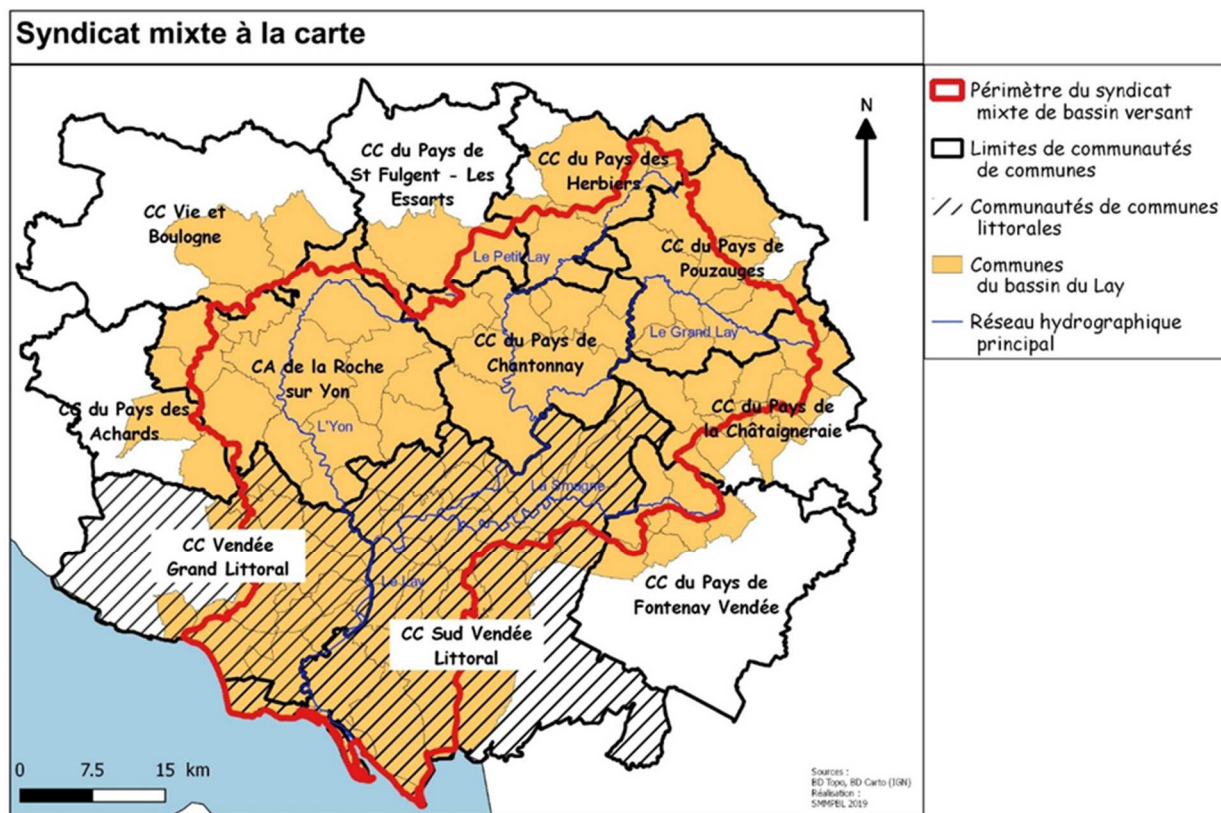 Syndicat mixte à la carte
Périmètre du syndicat
mixte de bassin versant
Limites de communautés
de communes
Communautés de communes
littorales
Communes
du bassin du Lay
Réseau hydrographique
principal
N
CC du Pays de
St Fulgent - Les
Essarts
CC du Pays des
Herbiers
CC Vie et
Boulogne
Le Petit Lay
CC du Pays de
Pouzauges
Le Grand Lay
CC du Pays de
Chantonnay
CA de la Roche
sur Yon
L'Yon
CC du Pays des
Achards
CC du Pays de
la Châtaigneraie
La Smagne
CC Vendée
Grand Littoral
Le Lay
CC du Pays de
Fontenay Vendée
CC Sud Vendée
Littoral
0 7.5 15 km
Sources :
BD Topo, BD Carto (IGN)
Réalisation :
SMMPBL 2019